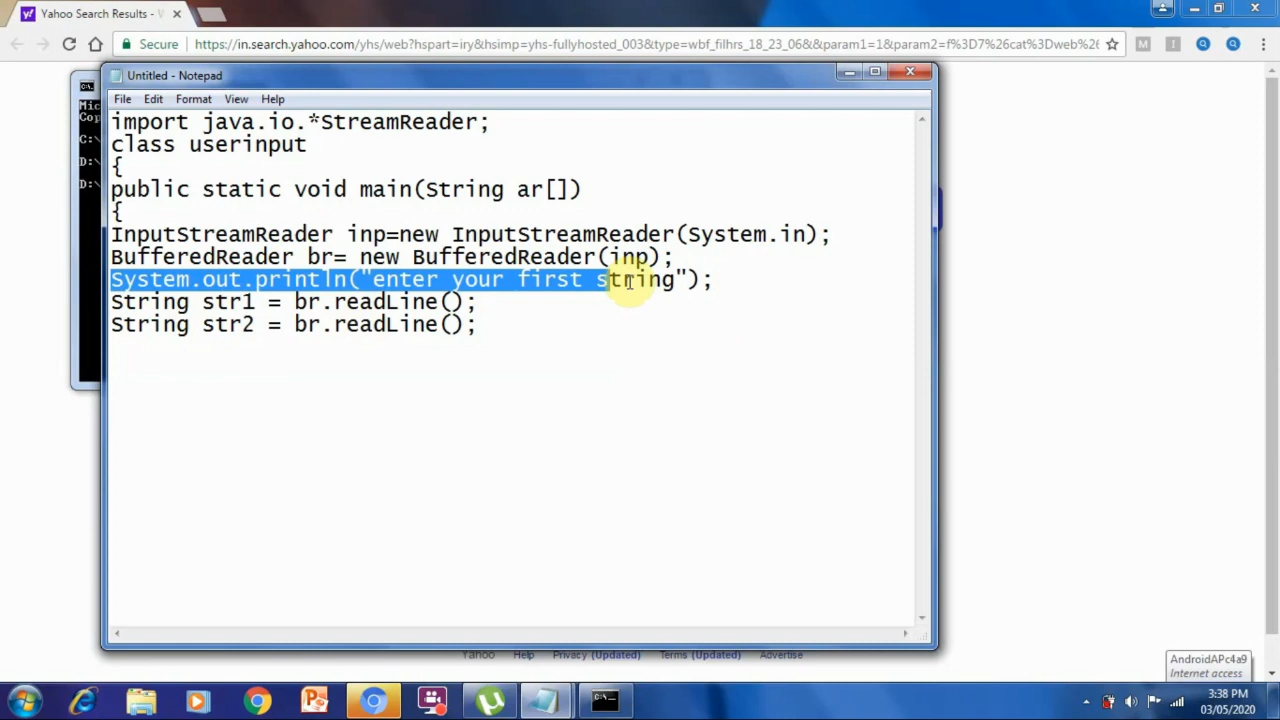 Yahoo Search Results - W
Secure
https://in.search.yahoo.com/yhs/web?hspart=iry&hsimp=yhs-fullyhosted_003&type=wbf_filhrs_18_23_06&&param1=1&param2=f%3D7%26cat%3Dweb%26
Untitled - Notepad
File Edit Format View Help
import java.io.*StreamReader;
class userinput
{
public static void main(String ar[])
{
InputStreamReader inp=new InputStreamReader(System.in);
BufferedReader br= new BufferedReader(inp);
System.out.println("enter your first string");
String str1 = br.readLine();
String str2 = br.readLine();
Mic
Cop
C:\
D:\
D:\
Yahoo Help Privacy (Updated) Terms (Updated) Advertise
AndroidAPc4a9
Internet access
3:38 PM
03/05/2020